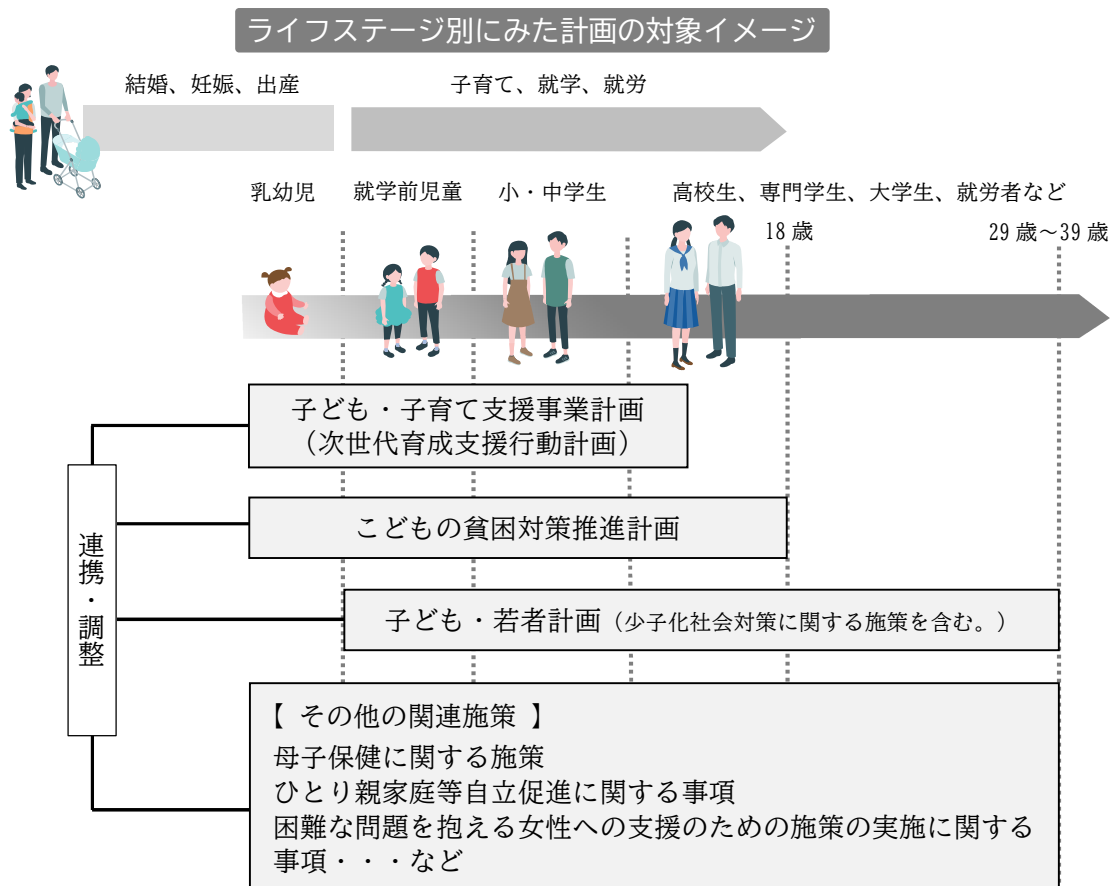 ライフステージ別にみた計画の対象イメージ
結婚、妊娠、出産
子育て、就学、就労
乳幼児
就学前児童
小・中学生
高校生、専門学生、大学生、就労者など
18 歳
29 歳～39 歳
子ども・子育て支援事業計画
（次世代育成支援行動計画）
こどもの貧困対策推進計画
連携・調整
子ども・若者計画（少子化社会対策に関する施策を含む。）
【 その他の関連施策 】
母子保健に関する施策
ひとり親家庭等自立促進に関する事項
困難な問題を抱える女性への支援のための施策の実施に関する
事項・・・など